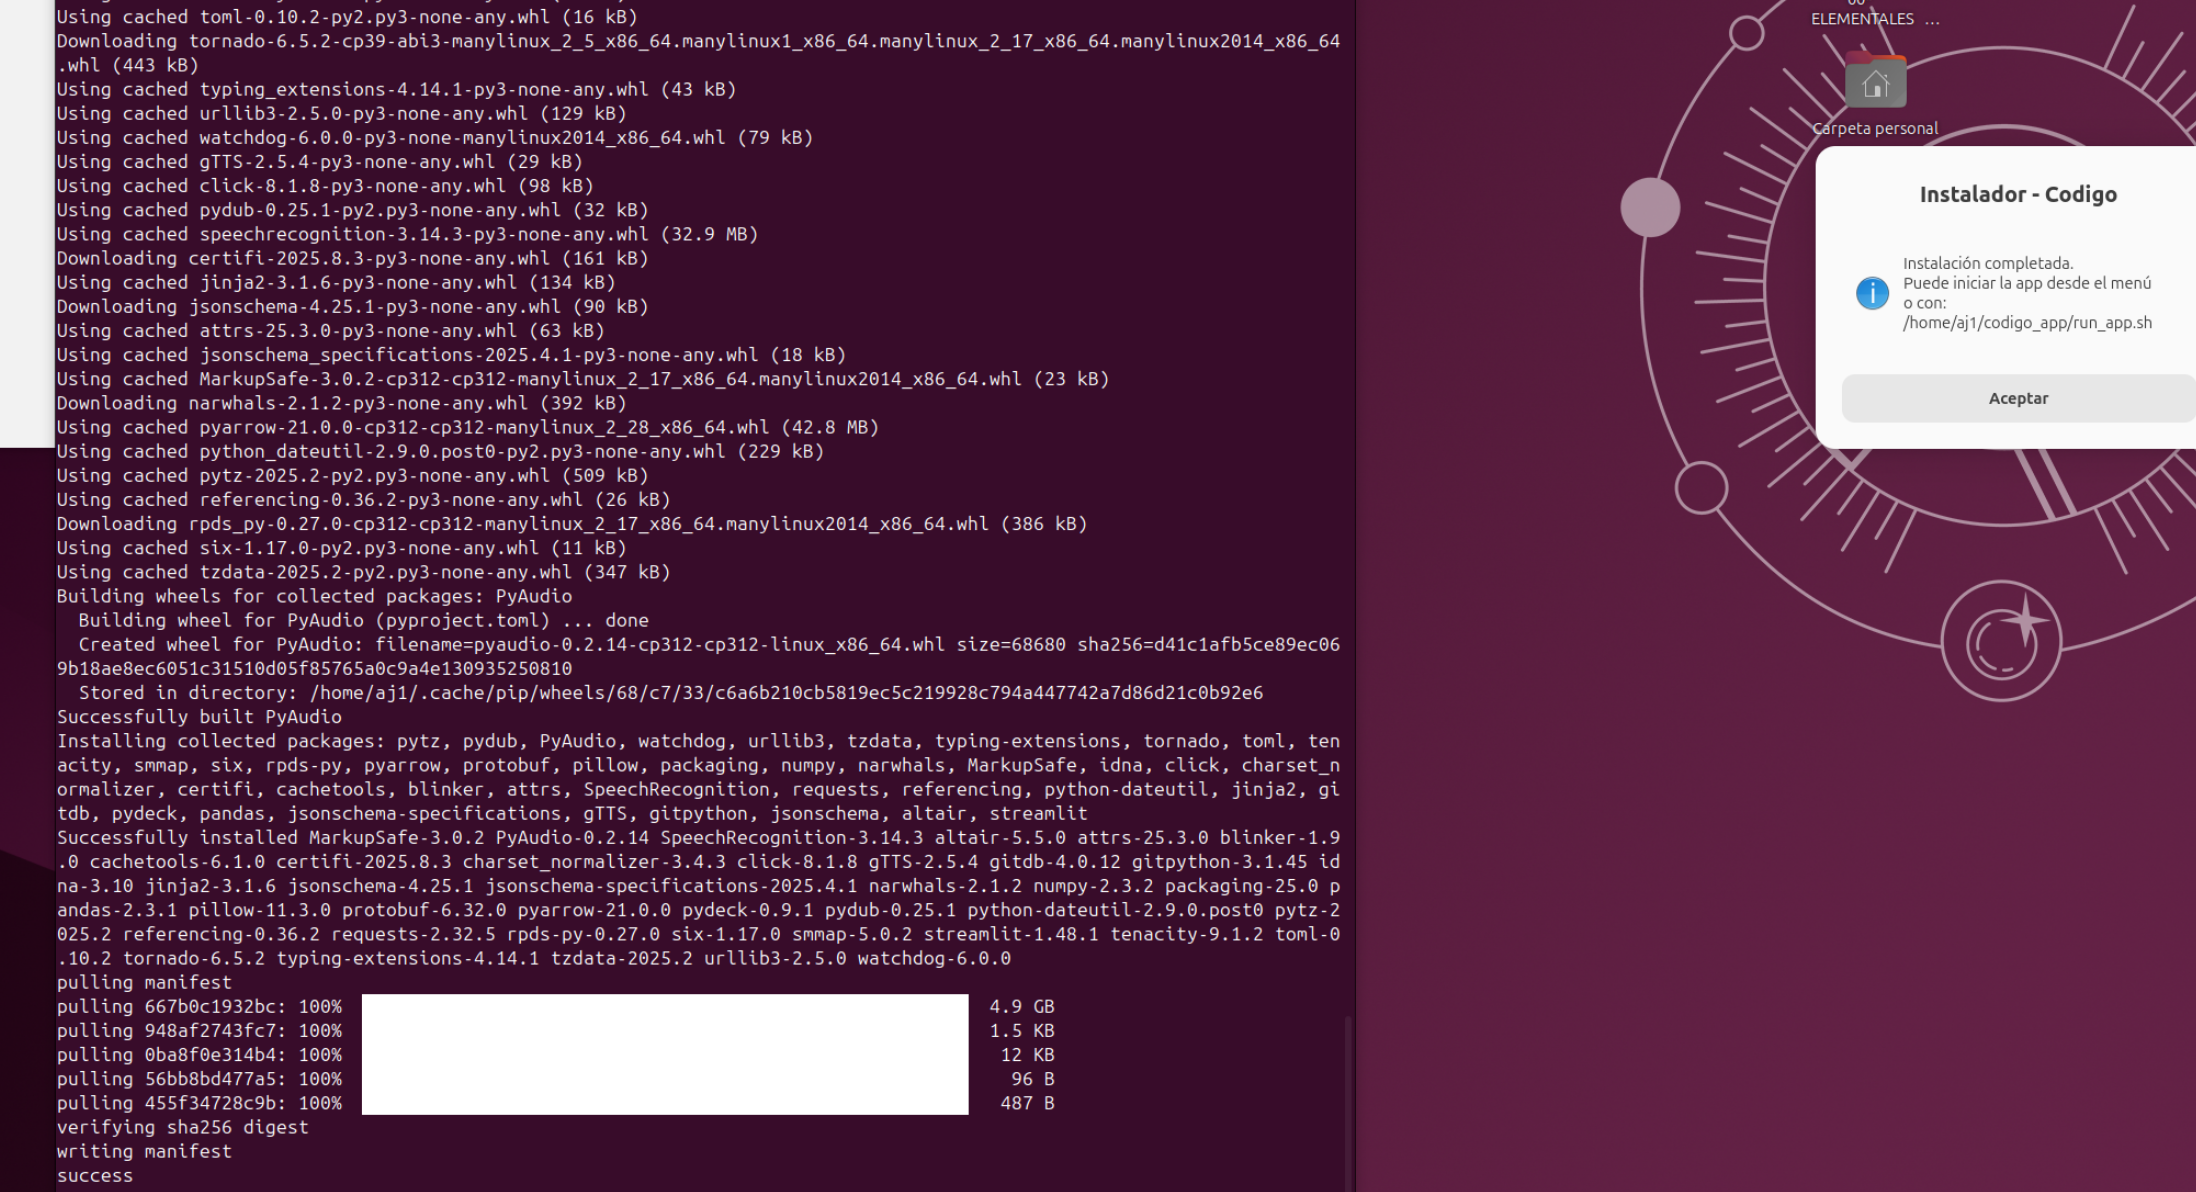 Using cached toml-0.10.2-py2.py3-none-any.whl (16 kB)
Downloading tornado-6.5.2-cp39-abi3-manylinux_2_5_x86_64.manylinux1_x86_64.manylinux_2_17_x86_64.manylinux2014_x86_64
.whl (443 kB)
Using cached typing_extensions-4.14.1-py3-none-any.whl (43 kB)
Using cached urllib3-2.5.0-py3-none-any.whl (129 kB)
Using cached watchdog-6.0.0-py3-none-manylinux2014_x86_64.whl (79 kB)
Using cached gTTS-2.5.4-py3-none-any.whl (29 kB)
Using cached click-8.1.8-py3-none-any.whl (98 kB)
Using cached pydub-0.25.1-py2.py3-none-any.whl (32 kB)
Using cached speechrecognition-3.14.3-py3-none-any.whl (32.9 MB)
Downloading certifi-2025.8.3-py3-none-any.whl (161 kB)
Using cached jinja2-3.1.6-py3-none-any.whl (134 kB)
Downloading jsonschema-4.25.1-py3-none-any.whl (90 kB)
Using cached attrs-25.3.0-py3-none-any.whl (63 kB)
Using cached jsonschema_specifications-2025.4.1-py3-none-any.whl (18 kB)
Using cached MarkupSafe-3.0.2-cp312-cp312-manylinux_2_17_x86_64.manylinux2014_x86_64.whl (23 kB)
Downloading narwhals-2.1.2-py3-none-any.whl (392 kB)
Using cached pyarrow-21.0.0-cp312-cp312-manylinux_2_28_x86_64.whl (42.8 MB)
Using cached python_dateutil-2.9.0.post0-py2.py3-none-any.whl (229 kB)
Using cached pytz-2025.2-py2.py3-none-any.whl (509 kB)
Using cached referencing-0.36.2-py3-none-any.whl (26 kB)
Downloading rpds_py-0.27.0-cp312-cp312-manylinux_2_17_x86_64.manylinux2014_x86_64.whl (386 kB)
Using cached six-1.17.0-py2.py3-none-any.whl (11 kB)
Using cached tzdata-2025.2-py2.py3-none-any.whl (347 kB)
Building wheels for collected packages: PyAudio
  Building wheel for PyAudio (pyproject.toml) ... done
  Created wheel for PyAudio: filename=pyaudio-0.2.14-cp312-cp312-linux_x86_64.whl size=68680 sha256=d41c1afb5ce89ec06
9b18ae8ec6051c31510d05f85765a0c9a4e130935250810
  Stored in directory: /home/aj1/.cache/pip/wheels/68/c7/33/c6a6b210cb5819ec5c219928c794a447742a7d86d21c0b92e6
Successfully built PyAudio
Installing collected packages: pytz, pydub, PyAudio, watchdog, urllib3, tzdata, typing-extensions, tornado, toml, ten
acity, smmap, six, rpds-py, pyarrow, protobuf, pillow, packaging, numpy, narwhals, MarkupSafe, idna, click, charset_n
ormalizer, certifi, cachetools, blinker, attrs, SpeechRecognition, requests, referencing, python-dateutil, jinja2, gi
tdb, pydeck, pandas, jsonschema-specifications, gTTS, gitpython, jsonschema, altair, streamlit
Successfully installed MarkupSafe-3.0.2 PyAudio-0.2.14 SpeechRecognition-3.14.3 altair-5.5.0 attrs-25.3.0 blinker-1.9
.0 cachetools-6.1.0 certifi-2025.8.3 charset_normalizer-3.4.3 click-8.1.8 gTTS-2.5.4 gitdb-4.0.12 gitpython-3.1.45 id
na-3.10 jinja2-3.1.6 jsonschema-4.25.1 jsonschema-specifications-2025.4.1 narwhals-2.1.2 numpy-2.3.2 packaging-25.0 p
andas-2.3.1 pillow-11.3.0 protobuf-6.32.0 pyarrow-21.0.0 pydeck-0.9.1 pydub-0.25.1 python-dateutil-2.9.0.post0 pytz-2
025.2 referencing-0.36.2 requests-2.32.5 rpds-py-0.27.0 six-1.17.0 smmap-5.0.2 streamlit-1.48.1 tenacity-9.1.2 toml-0
.10.2 tornado-6.5.2 typing-extensions-4.14.1 tzdata-2025.2 urllib3-2.5.0 watchdog-6.0.0
pulling manifest
pulling 667b0c1932bc: 100% 4.9 GB
pulling 948af2743fc7: 100% 1.5 KB
pulling 0ba8f0e314b4: 100% 12 KB
pulling 56bb8bd477a5: 100% 96 B
pulling 455f34728c9b: 100% 487 B
verifying sha256 digest
writing manifest
success
ELEMENTALES ...
Carpeta personal
Instalador - Codigo
Instalación completada.
Puede iniciar la app desde el menú
o con:
/home/aj1/codigo_app/run_app.sh
Aceptar